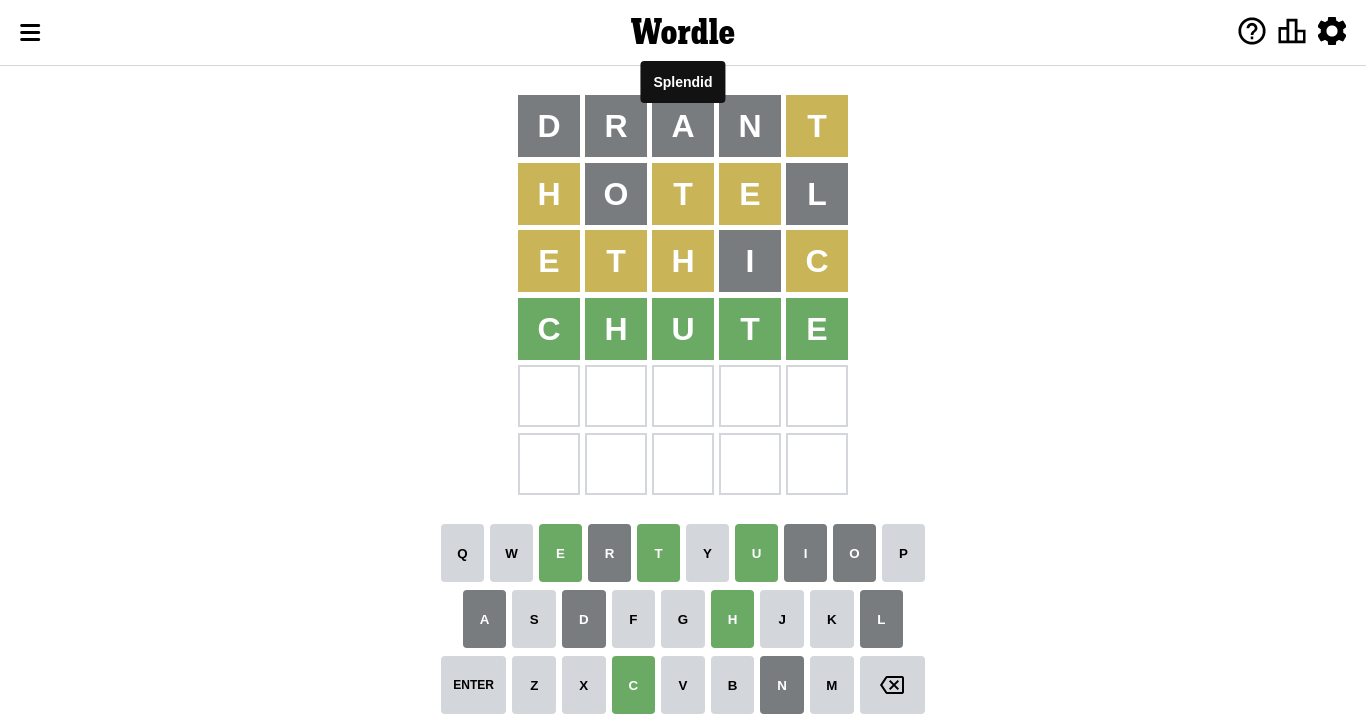 Wordle
Splendid
D R A N T
H O T E L
E T H I C
C H U T E
Q W E R T Y U I O P
A S D F G H J K L
ENTER Z X C V B N M